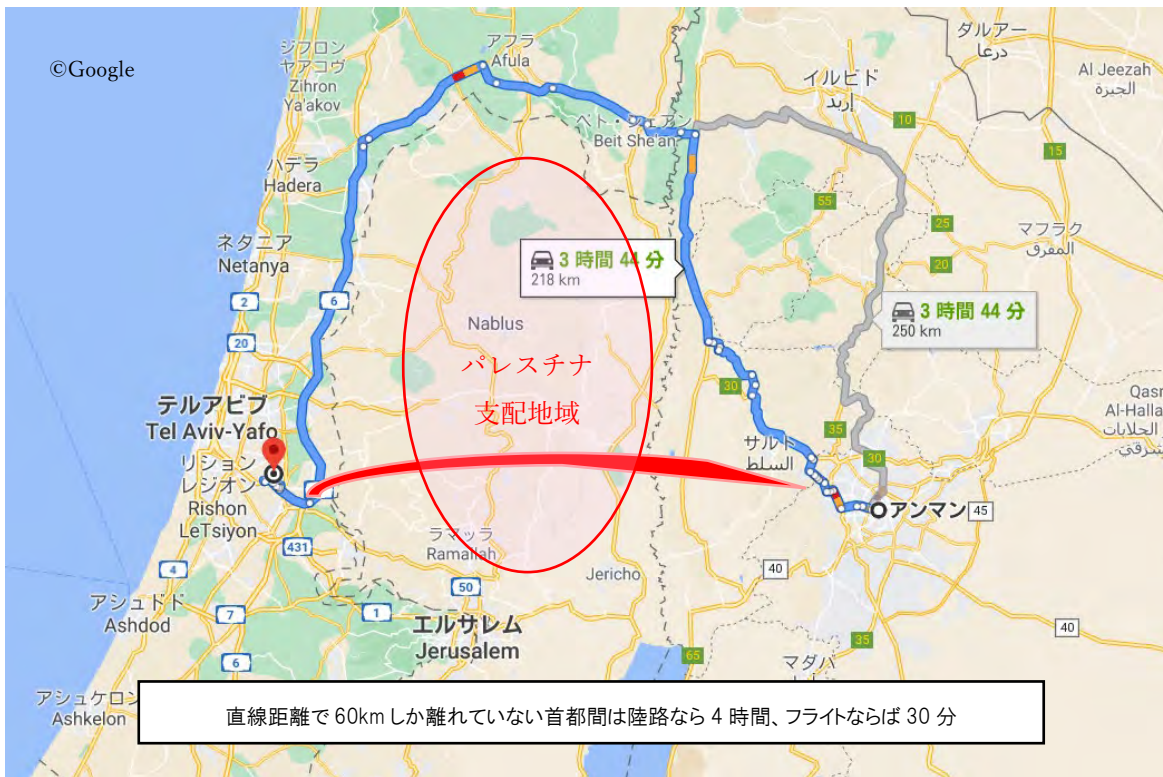 ©Google
アフラ
Afula
ジフロン
ヤアコヴ
Zihron
Ya'akov
ダルアー
درعا
Al Jeezah
الجيزة
イルビド
إربد
10
15
ベト・シェアン
Beit She'an
ハデラ
Hadera
55
25
20
マフラク
المفرق
ネタニア
Netanya
3 時間 44 分
218 km
2
6
20
Nablus
3 時間 44 分
250 km
パレスチナ
支配地域
30
テルアビブ
Tel Aviv-Yafo
35
サルト
السلط
30
リション
レジオン
Rishon
LeTsiyon
アンマン
45
431
ラマッラ
Ramallah
Jericho
4
50
40
アシュドド
Ashdod
7
1
エルサレム
Jerusalem
6
65
35
40
マダバ
アシュケロン
Ashkelon
直線距離で 60km しか離れていない首都間は陸路なら 4 時間、フライトならば 30 分